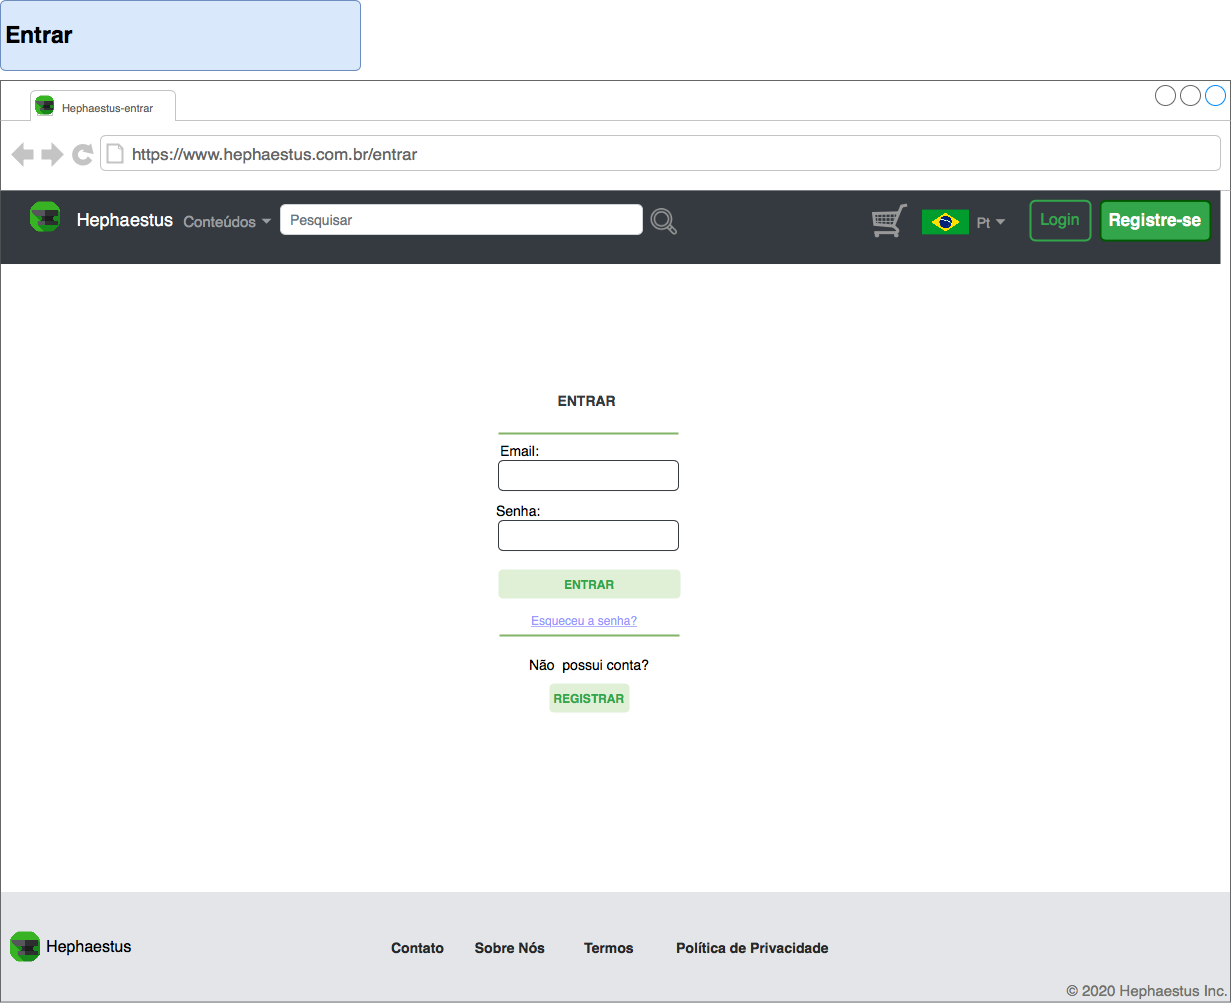 Entrar
Hephaestus-entrar
https://www.hephaestus.com.br/entrar
Hephaestus Conteúdos Pesquisar Pt Login Registre-se
ENTRAR
Email:
Senha:
ENTRAR
Esqueceu a senha?
Não possui conta?
REGISTRAR
Hephaestus Contato Sobre Nós Termos Política de Privacidade
© 2020 Hephaestus Inc.